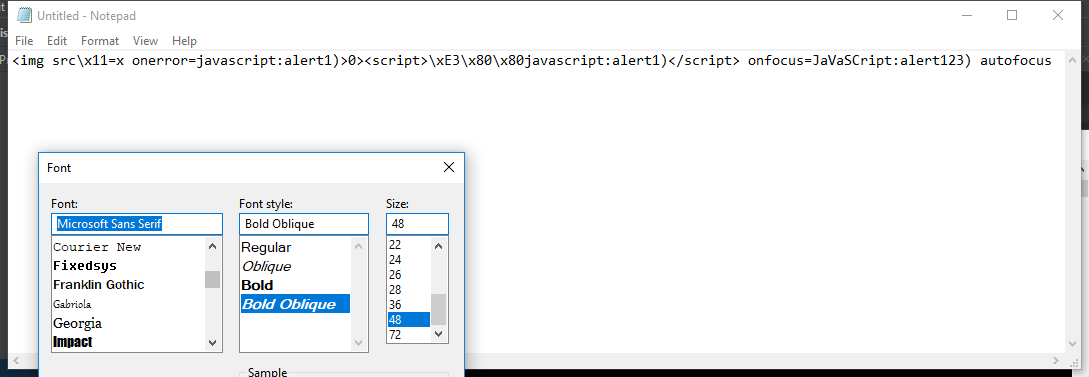 Untitled - Notepad
File Edit Format View Help
<img src\x11=x onerror=javascript:alert1)>0><script>\xE3\x80\x80javascript:alert1)</script> onfocus=JaVaSCript:alert123) autofocus
Font
Font: Font style: Size:
Microsoft Sans Serif Bold Oblique 48
Courier New Regular 22
Fixedsys Oblique 24
Franklin Gothic Bold 26
Gabriola Bold Oblique 28
Georgia 36
Impact 48
72
Sample